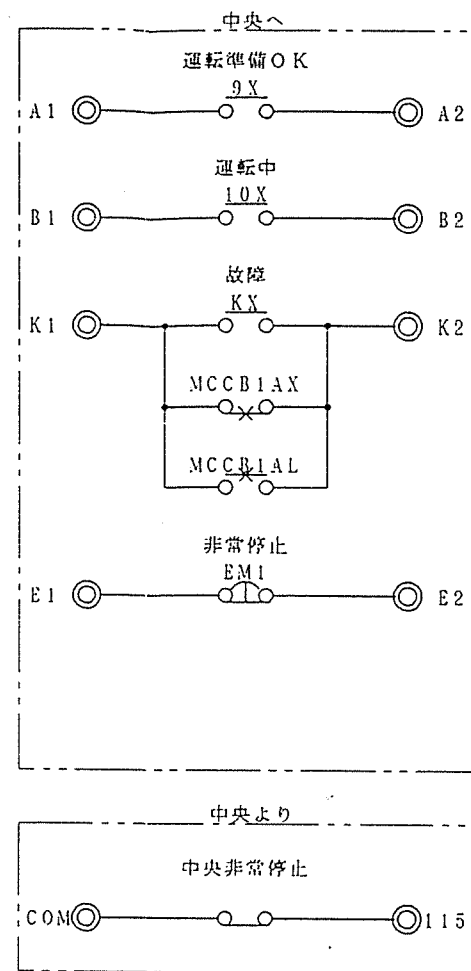 中央へ
運転準備OK
9X
A1 A2
運転中
10X
B1 B2
故障
KX
K1 K2
MCCB1AX
MCCB1AL
非常停止
EM1
E1 E2
中央より
中央非常停止
COM 115